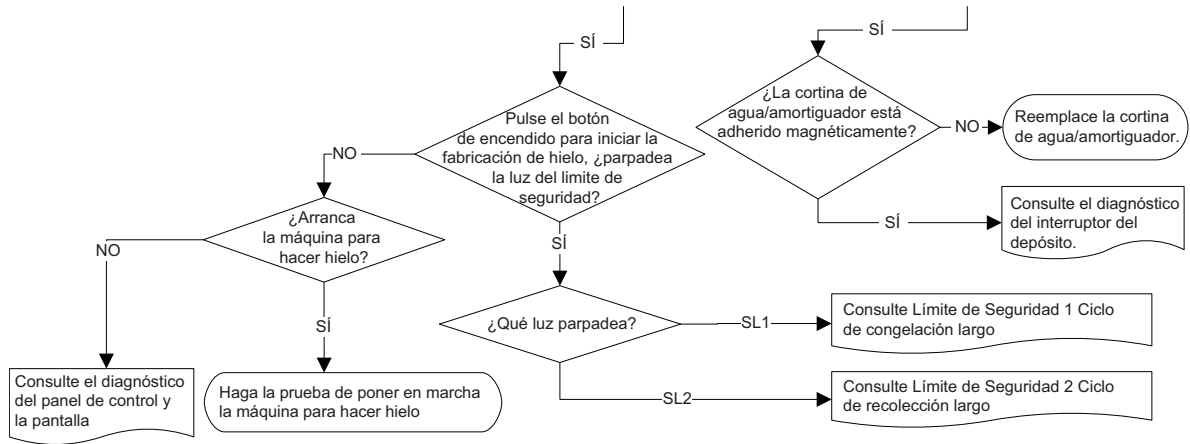 SÍ
Pulse el botón
de encendido para iniciar la
fabricación de hielo, ¿parpadea
la luz del limite de
seguridad?
NO
¿Arranca
la máquina para
hacer hielo?
NO
SÍ
Consulte el diagnóstico
del panel de control y
la pantalla
Haga la prueba de poner en marcha
la máquina para hacer hielo
SÍ
¿Qué luz parpadea?
SL1
Consulte Límite de Seguridad 1 Ciclo
de congelación largo
SL2
Consulte Límite de Seguridad 2 Ciclo
de recolección largo
SÍ
¿La cortina de
agua/amortiguador está
adherido magnéticamente?
NO
Reemplace la cortina
de agua/amortiguador.
SÍ
Consulte el diagnóstico
del interruptor del
depósito.